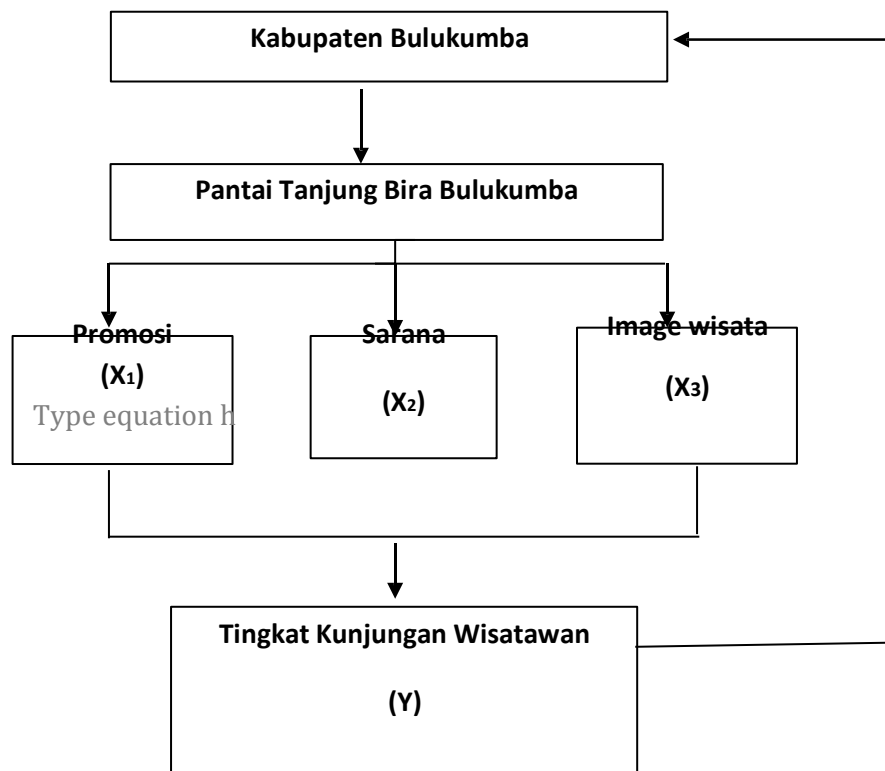 Kabupaten Bulukumba
Pantai Tanjung Bira Bulukumba
Promosi
(X₁)
Type equation h
Sarana
(X₂)
Image wisata
(X₃)
Tingkat Kunjungan Wisatawan
(Y)